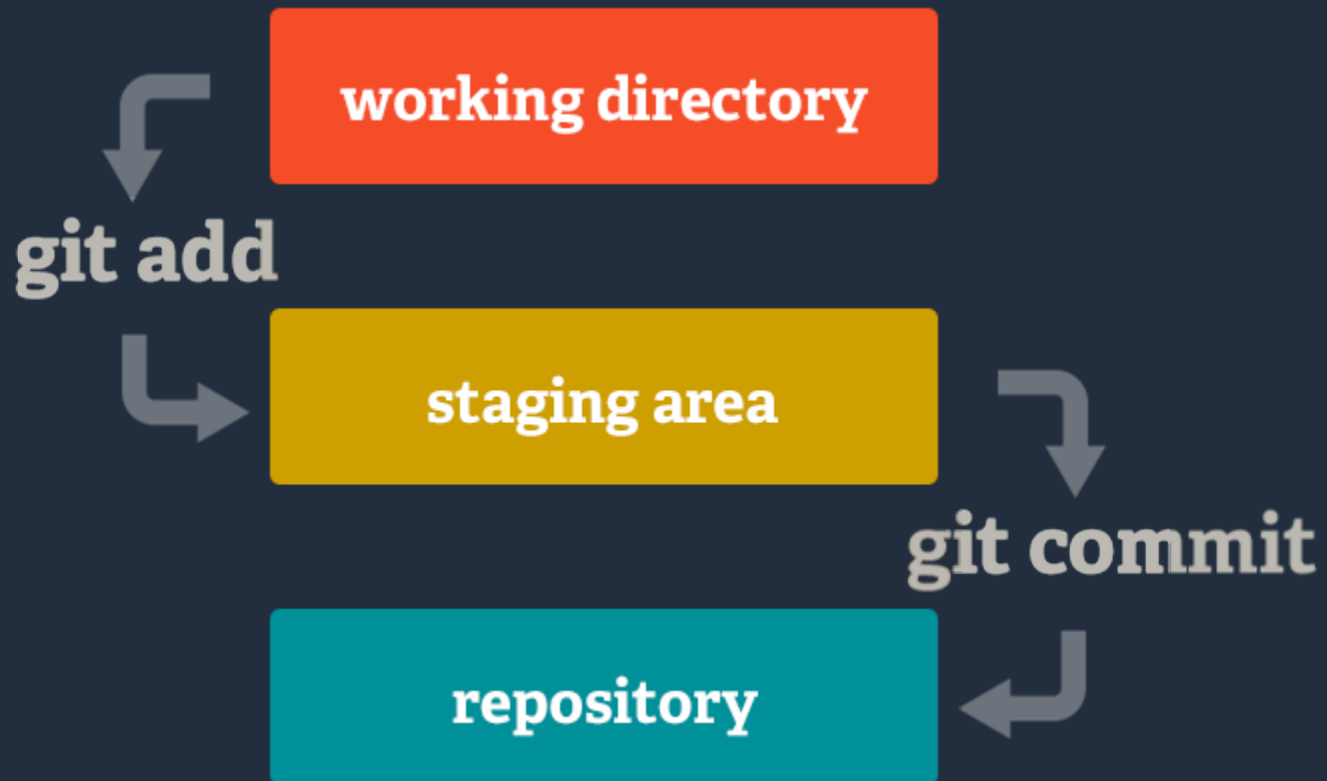 working directory
git add
staging area
git commit
repository